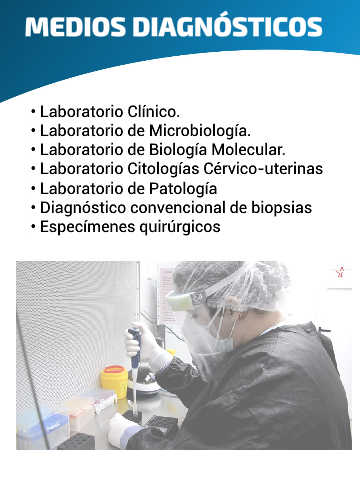 MEDIOS DIAGNÓSTICOS
• Laboratorio Clínico.
• Laboratorio de Microbiología.
• Laboratorio de Biología Molecular.
• Laboratorio Citologías Cérvico-uterinas
• Laboratorio de Patología
• Diagnóstico convencional de biopsias
• Especímenes quirúrgicos